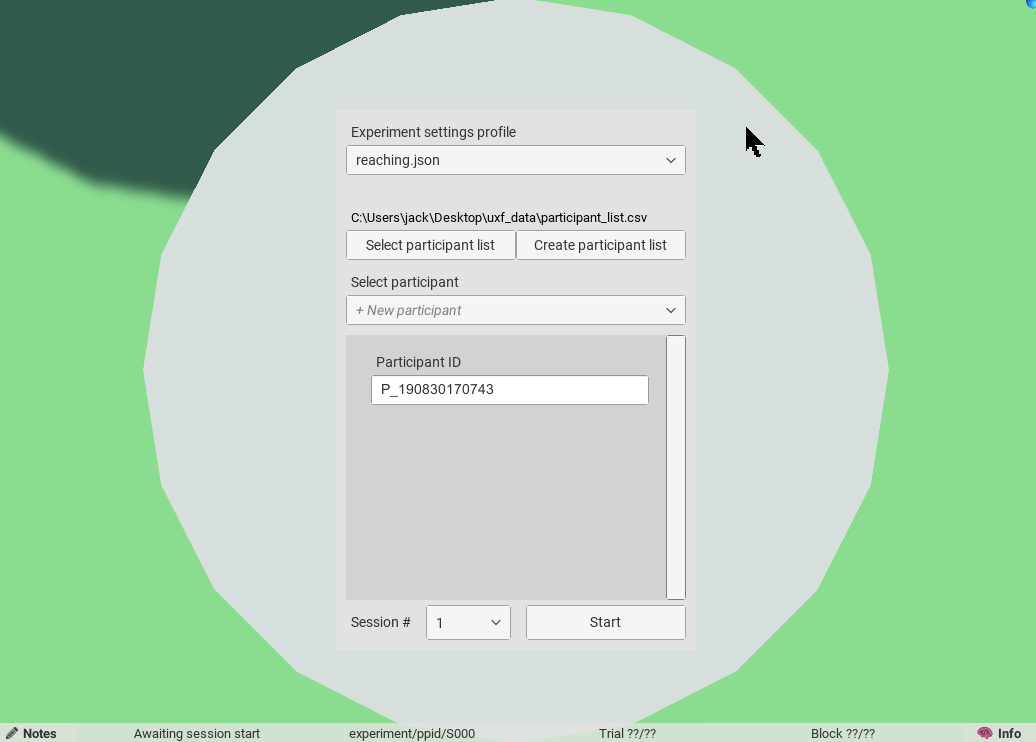 Experiment settings profile
reaching.json
C:\Users\jack\Desktop\uxf_data\participant_list.csv
Select participant list
Create participant list
Select participant
+ New participant
Participant ID
P_190830170743
Session # 1 Start
Notes Awaiting session start experiment/ppid/S000 Trial ??/?? Block ??/?? Info